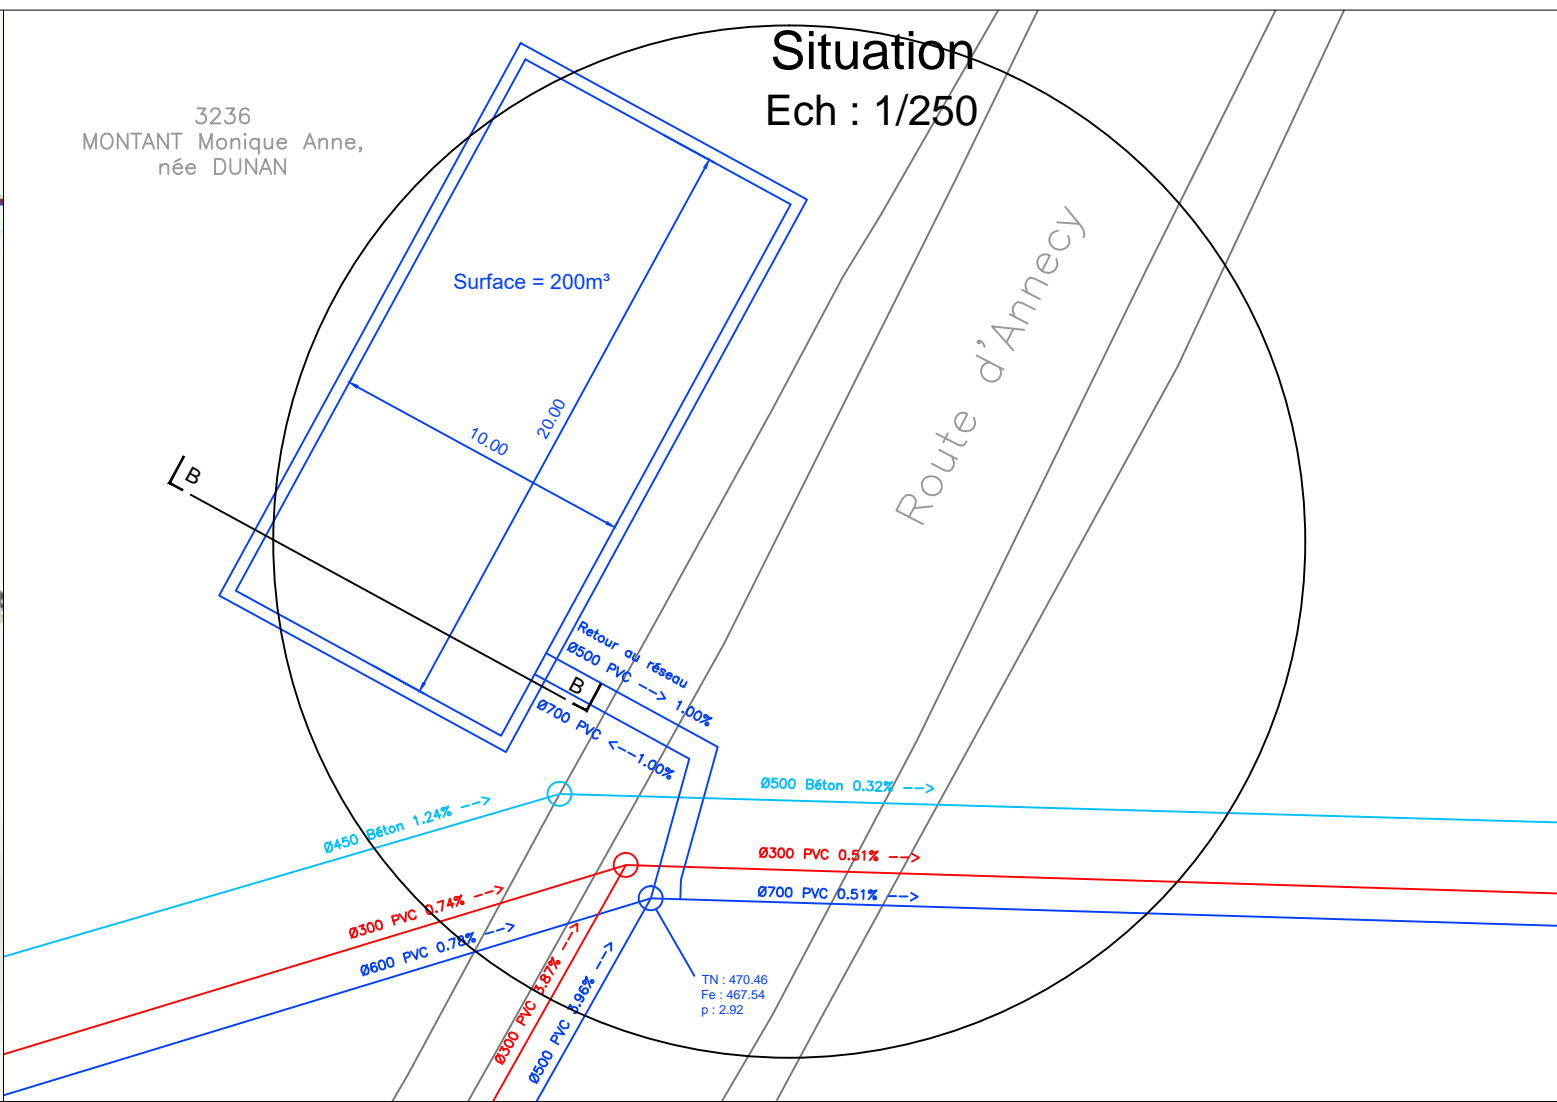 Situation
Ech : 1/250
3236
MONTANT Monique Anne,
née DUNAN
Surface = 200m³
Route d'Annecy
10.00
20.00
B
B
Retour au réseau
Ø500 PVC --> 1.00%
Ø700 PVC <--1.00%
Ø500 Béton 0.32% -->
Ø450 Béton 1.24% -->
Ø300 PVC 0.51% -->
Ø700 PVC 0.51% -->
Ø300 PVC 0.74% -->
Ø600 PVC 0.78% -->
Ø300 PVC 3.87% -->
Ø500 PVC 3.96% -->
TN : 470.46
Fe : 467.54
p : 2.92